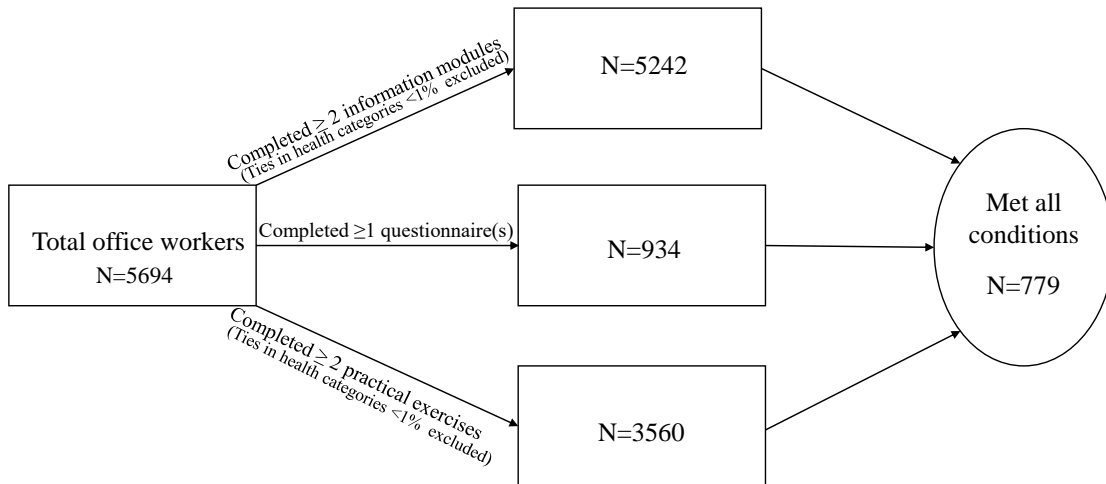 Total office workers
N=5694
Completed ≥ 2 information modules
(Ties in health categories <1% excluded)
N=5242
Completed ≥1 questionnaire(s)
N=934
Completed ≥ 2 practical exercises
(Ties in health categories <1% excluded)
N=3560
Met all
conditions
N=779